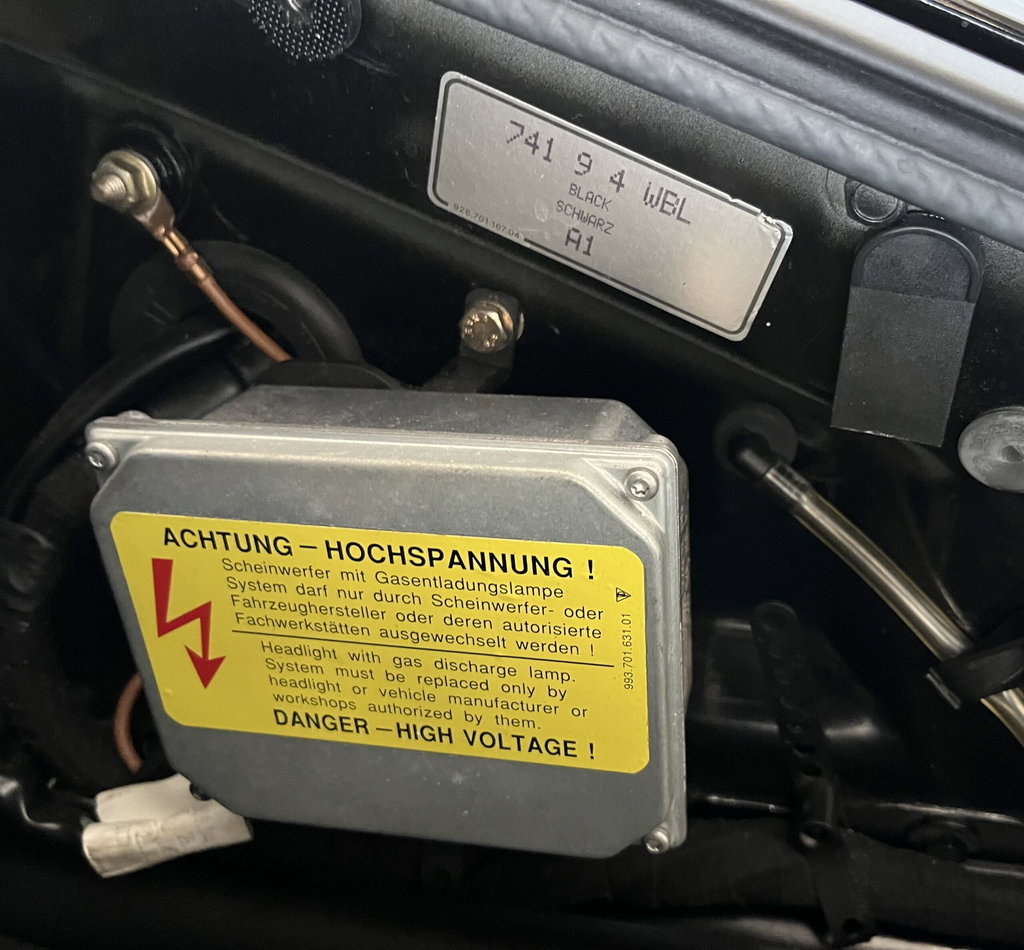 741 9 4 WBL
BLACK
SCHWARZ
A1
928.701.167.04
ACHTUNG – HOCHSPANNUNG !
Scheinwerfer mit Gasentladungslampe
System darf nur durch Scheinwerfer- oder
Fahrzeughersteller oder deren autorisierte
Fachwerkstätten ausgewechselt werden !
Headlight with gas discharge lamp.
System must be replaced only by
headlight or vehicle manufacturer or
workshops authorized by them.
DANGER – HIGH VOLTAGE !
993.701.631.01